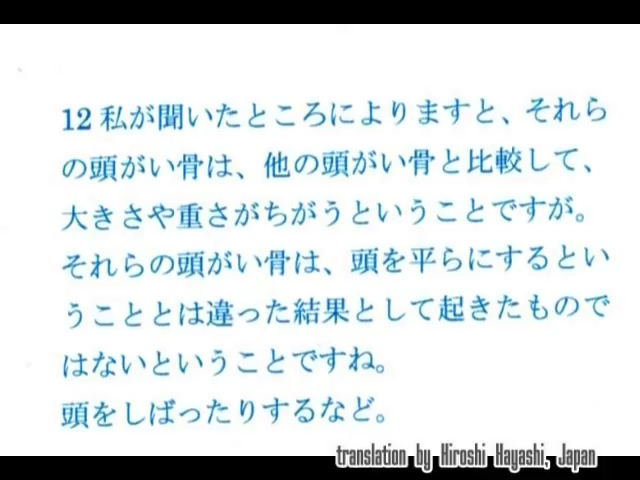 12 私が聞いたところによりますと、それら
の頭がい骨は、他の頭がい骨と比較して、
大きさや重さがちがうということですが。
それらの頭がい骨は、頭を平らにするとい
うこととは違った結果として起きたもので
はないということですね。
頭をしばったりするなど。
translation by Hiroshi Hayashi, Japan